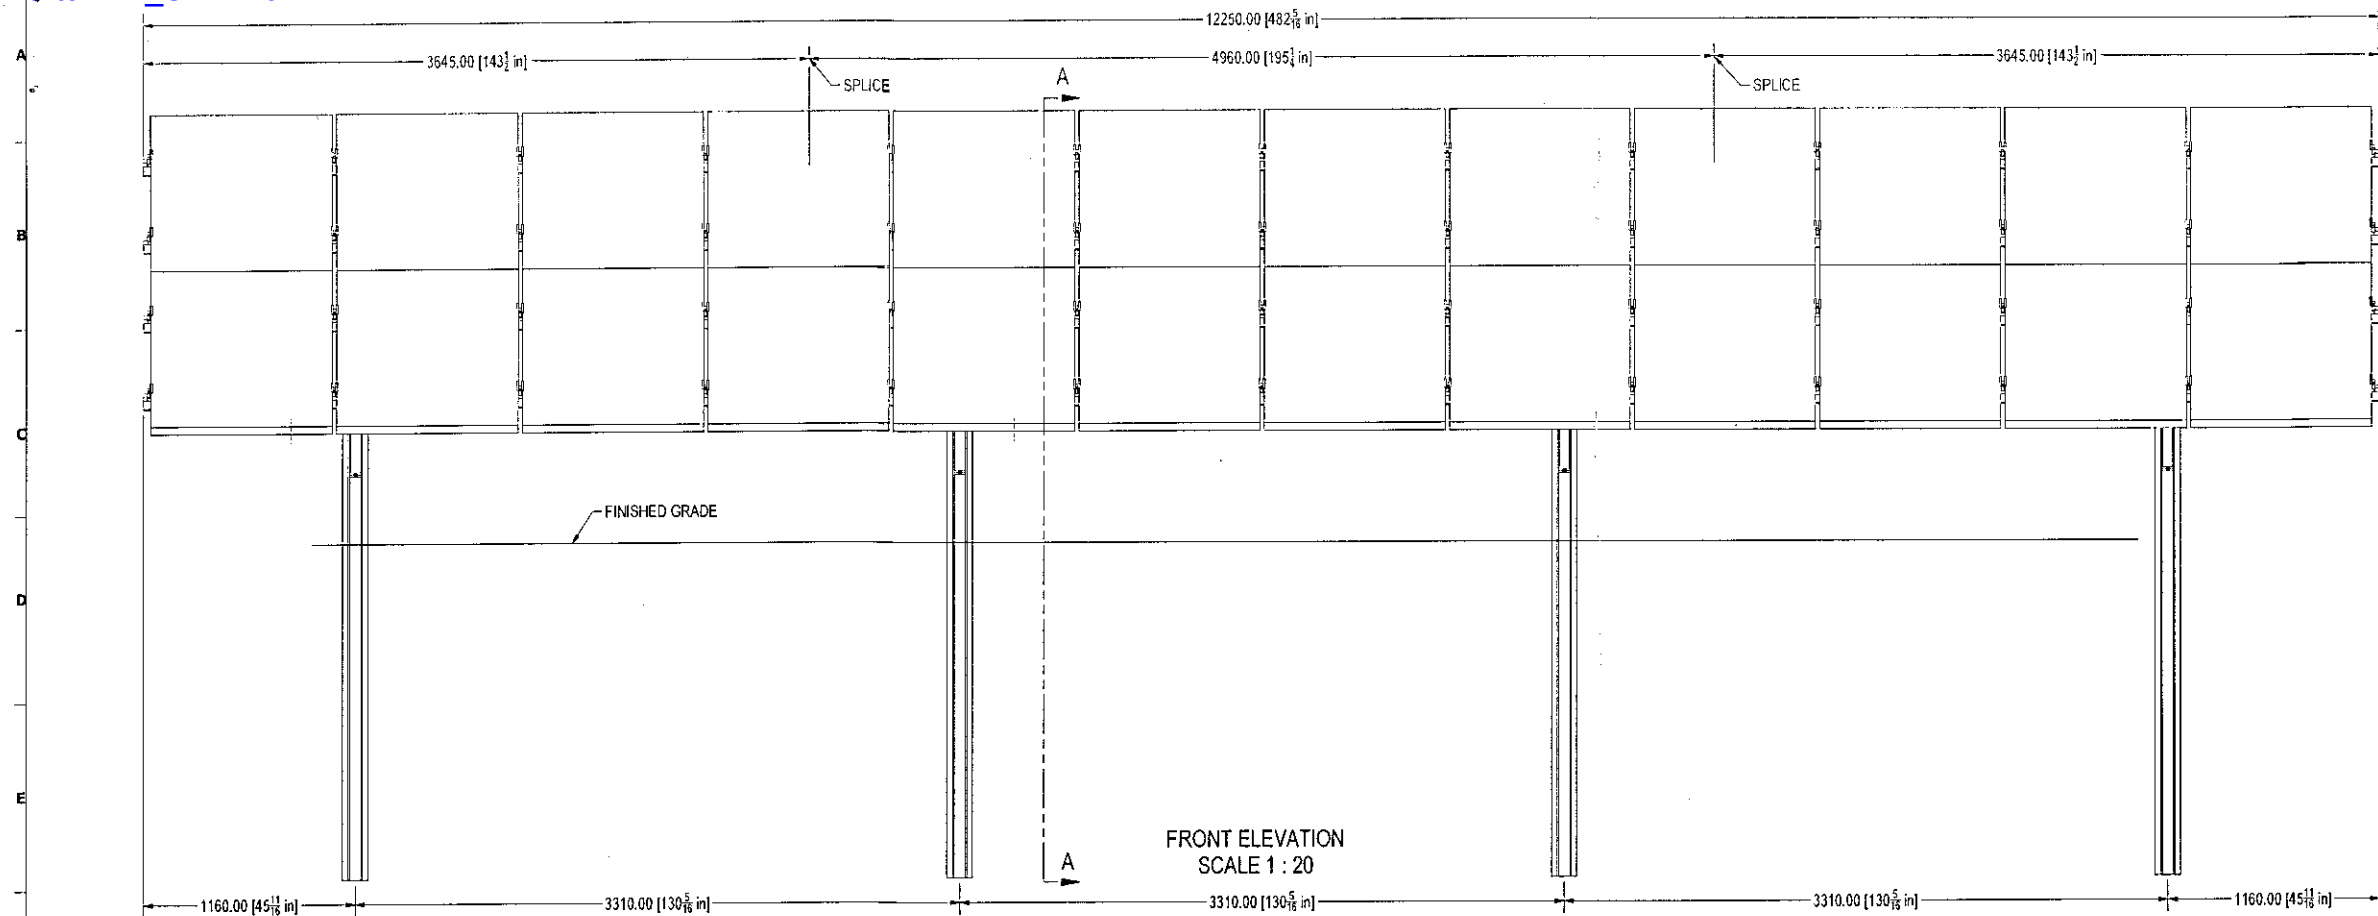 12250.00 [482 5/16 in]
A
3645.00 [143 1/2 in]
4960.00 [195 1/4 in]
3645.00 [143 1/2 in]
A
SPLICE
SPLICE
B
C
FINISHED GRADE
D
E
FRONT ELEVATION
SCALE 1 : 20
A
1160.00 [45 11/16 in]
3310.00 [130 5/16 in]
3310.00 [130 5/16 in]
3310.00 [130 5/16 in]
1160.00 [45 11/16 in]